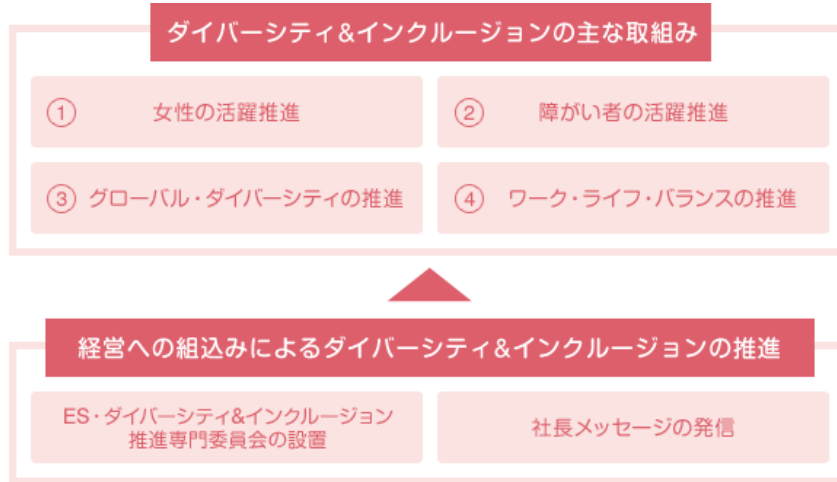 ダイバーシティ&インクルージョンの主な取組み
① 女性の活躍推進
② 障がい者の活躍推進
③ グローバル・ダイバーシティの推進
④ ワーク・ライフ・バランスの推進
経営への組込みによるダイバーシティ&インクルージョンの推進
ES・ダイバーシティ&インクルージョン
推進専門委員会の設置
社長メッセージの発信